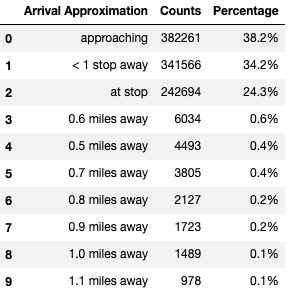 Arrival Approximation Counts Percentage
0 approaching 382261 38.2%
1 < 1 stop away 341566 34.2%
2 at stop 242694 24.3%
3 0.6 miles away 6034 0.6%
4 0.5 miles away 4493 0.4%
5 0.7 miles away 3805 0.4%
6 0.8 miles away 2127 0.2%
7 0.9 miles away 1723 0.2%
8 1.0 miles away 1489 0.1%
9 1.1 miles away 978 0.1%